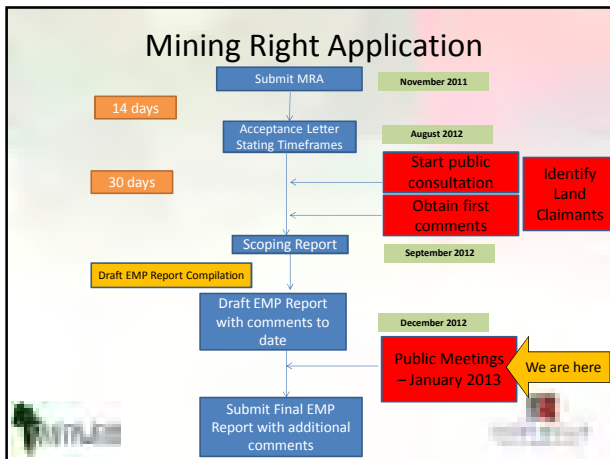 Mining Right Application
Submit MRA
November 2011
14 days
Acceptance Letter
Stating Timeframes
August 2012
30 days
Start public
consultation
Identify
Land
Claimants
Obtain first
comments
Scoping Report
September 2012
Draft EMP Report Compilation
Draft EMP Report
with comments to
date
December 2012
Public Meetings
– January 2013
We are here
Submit Final EMP
Report with additional
comments